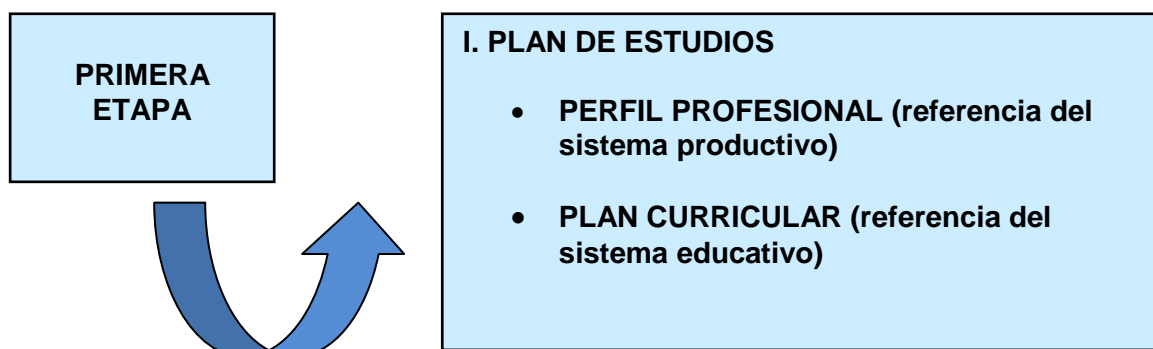 PRIMERA
ETAPA
I. PLAN DE ESTUDIOS
• PERFIL PROFESIONAL (referencia del
sistema productivo)
• PLAN CURRICULAR (referencia del
sistema educativo)